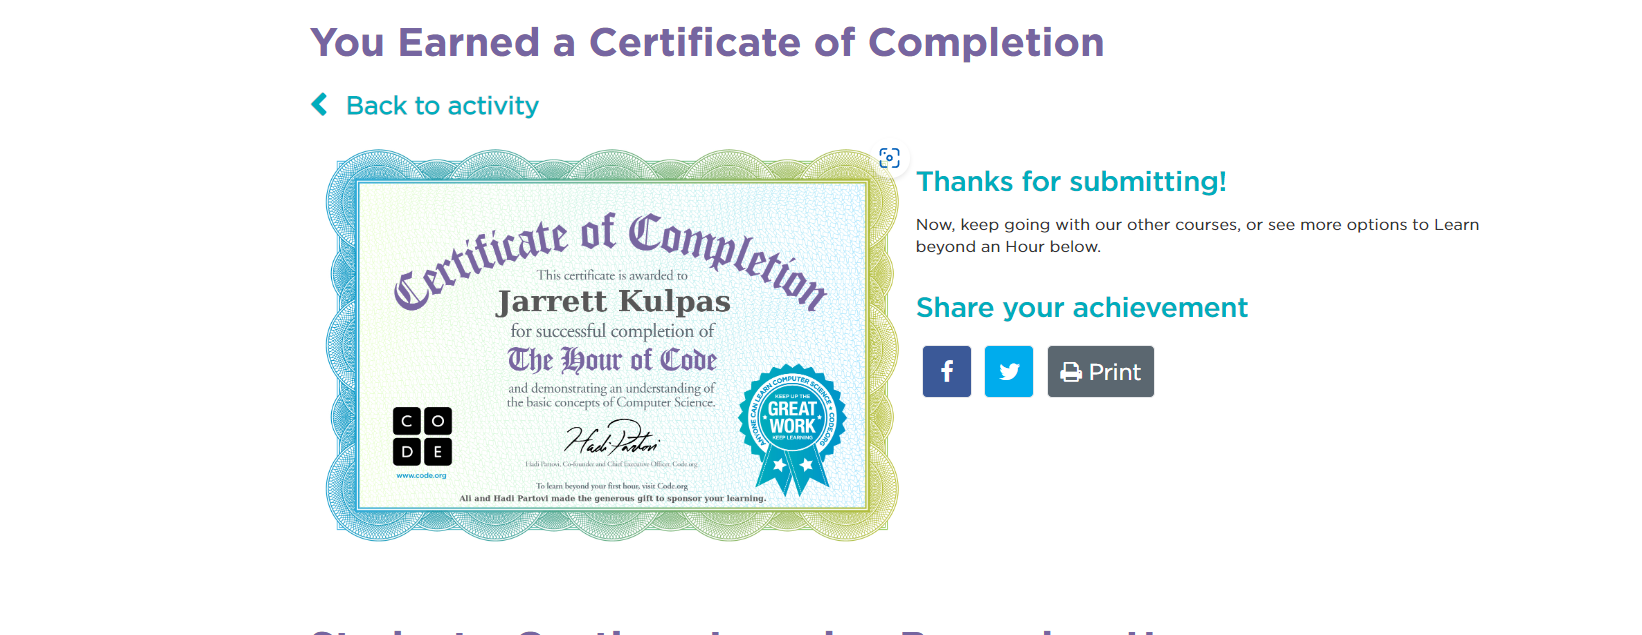 You Earned a Certificate of Completion
Back to activity
Certificate of Completion
This certificate is awarded to
Jarrett Kulpas
for successful completion of
The Hour of Code
and demonstrating an understanding of
the basic concepts of Computer Science.
Hadi Partovi
Hadi Partovi, Co-founder and Chief Executive Officer, Code.org
To learn beyond your first hour, visit Code.org
Ali and Hadi Partovi made the generous gift to sponsor your learning.
C O
D E
www.code.org
ANYONE CAN LEARN COMPUTER SCIENCE • CODE.ORG
KEEP UP THE
GREAT
WORK
KEEP LEARNING
Thanks for submitting!
Now, keep going with our other courses, or see more options to Learn
beyond an Hour below.
Share your achievement
f
Print